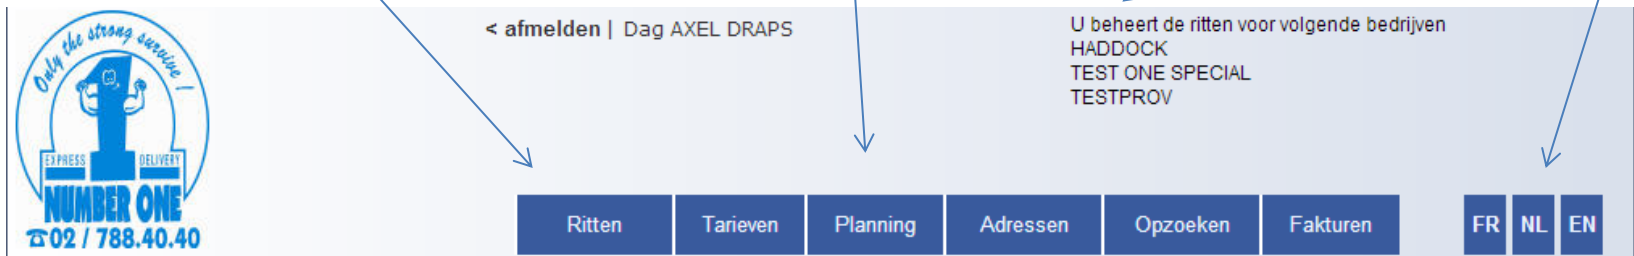 Only the strong survive !
EXPRESS DELIVERY
NUMBER ONE
☎02 / 788.40.40
< afmelden | Dag AXEL DRAPS
U beheert de ritten voor volgende bedrijven
HADDOCK
TEST ONE SPECIAL
TESTPROV
Ritten Tarieven Planning Adressen Opzoeken Fakturen FR NL EN